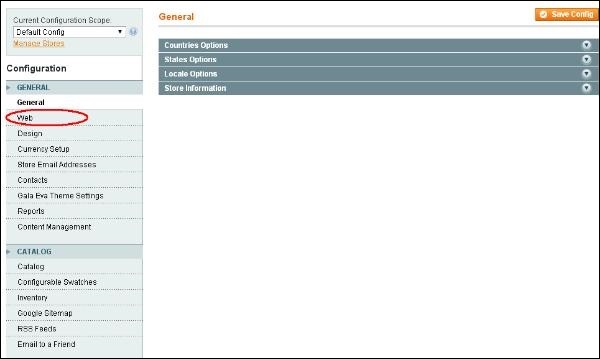 Current Configuration Scope:
Default Config
Manage Stores
Configuration
GENERAL
General
Web
Design
Currency Setup
Store Email Addresses
Contacts
Gala Eva Theme Settings
Reports
Content Management
CATALOG
Catalog
Configurable Swatches
Inventory
Google Sitemap
RSS Feeds
Email to a Friend
General
Save Config
Countries Options
States Options
Locale Options
Store Information